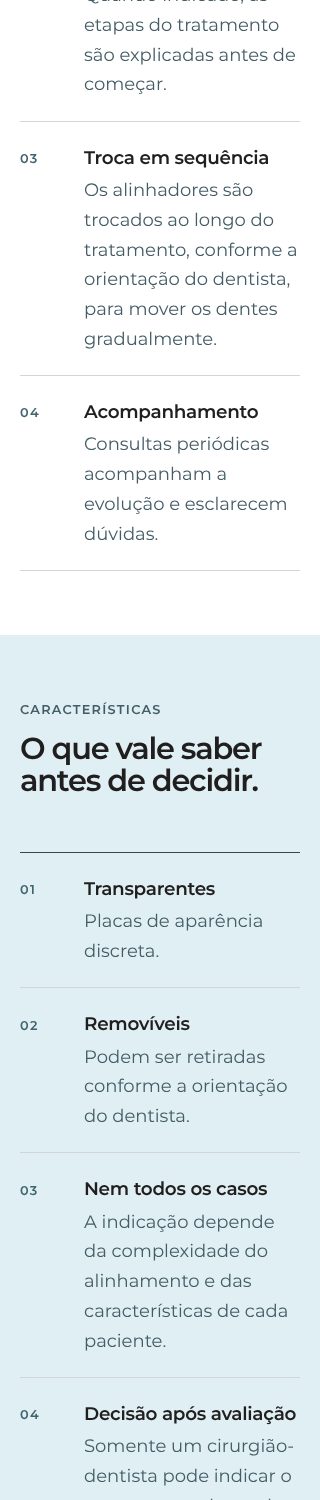 etapas do tratamento
são explicadas antes de
começar.
03
Troca em sequência
Os alinhadores são
trocados ao longo do
tratamento, conforme a
orientação do dentista,
para mover os dentes
gradualmente.
04
Acompanhamento
Consultas periódicas
acompanham a
evolução e esclarecem
dúvidas.
CARACTERÍSTICAS
O que vale saber
antes de decidir.
01
Transparentes
Placas de aparência
discreta.
02
Removíveis
Podem ser retiradas
conforme a orientação
do dentista.
03
Nem todos os casos
A indicação depende
da complexidade do
alinhamento e das
características de cada
paciente.
04
Decisão após avaliação
Somente um cirurgião-
dentista pode indicar o